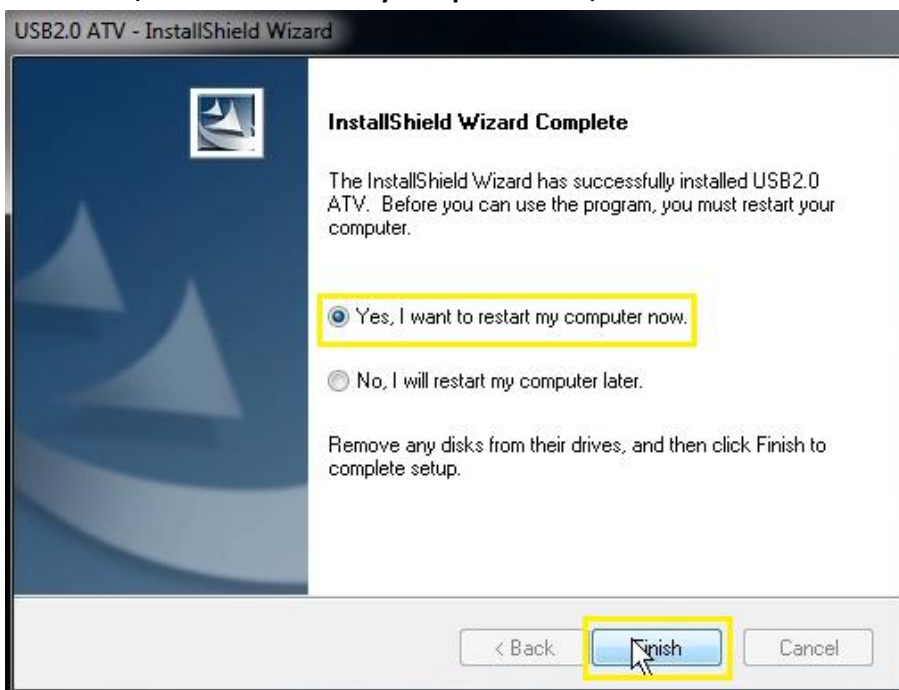 USB2.0 ATV - InstallShield Wizard
InstallShield Wizard Complete
The InstallShield Wizard has successfully installed USB2.0
ATV. Before you can use the program, you must restart your
computer.
Yes, I want to restart my computer now.
No, I will restart my computer later.
Remove any disks from their drives, and then click Finish to
complete setup.
< Back Finish Cancel